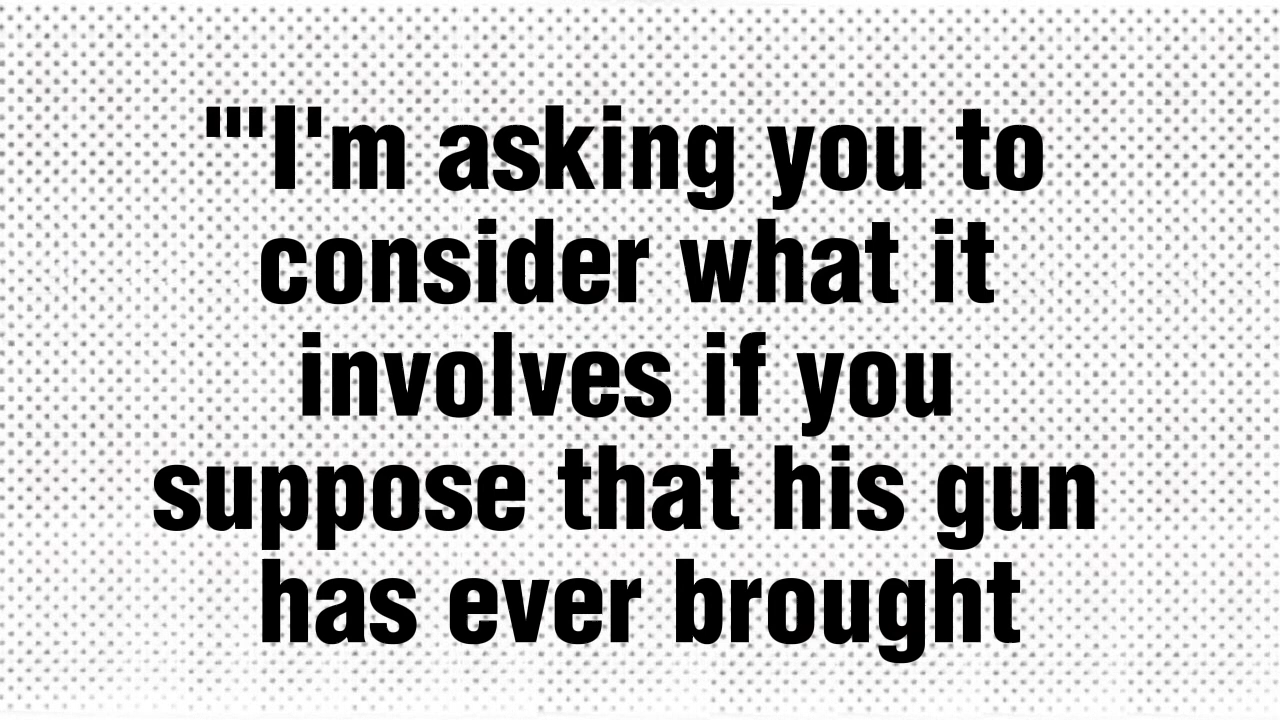 "'I'm asking you to
consider what it
involves if you
suppose that his gun
has ever brought